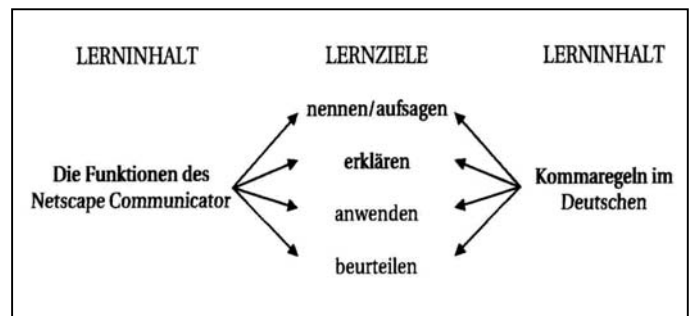 LERNINHALT LERNZIELE LERNINHALT
nennen/aufsagen
erklären
Die Funktionen des
Netscape Communicator
Kommaregeln im
Deutschen
anwenden
beurteilen